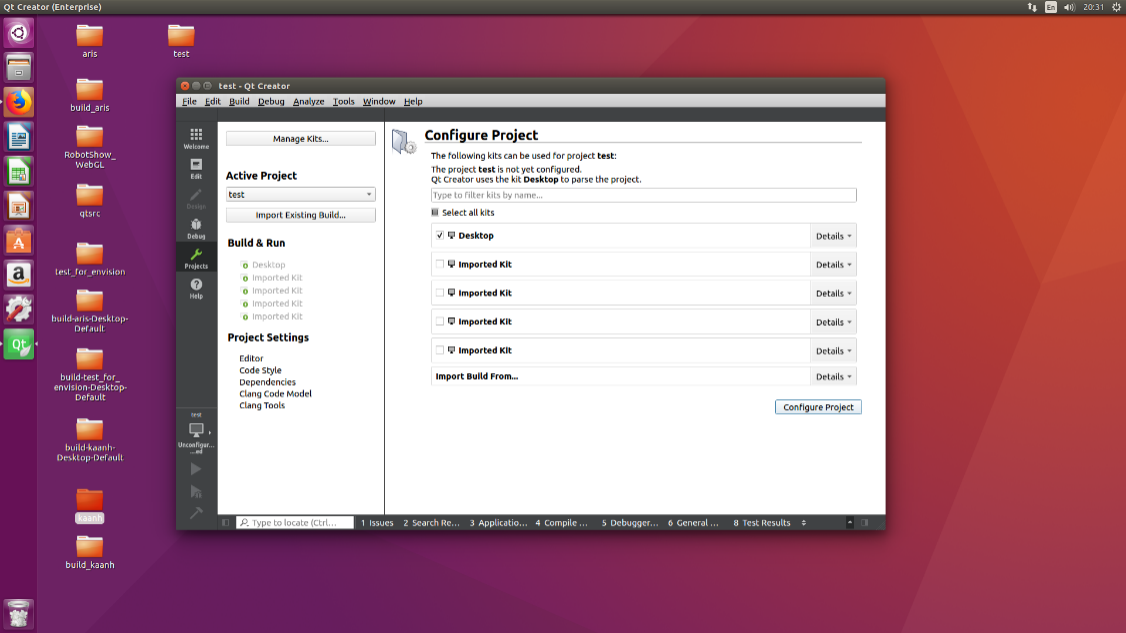 Qt Creator (Enterprise)
En
20:31
aris
test
build_aris
RobotShow_
WebGL
qtsrc
test_for_envision
build-aris-Desktop-
Default
build-test_for_
envision-Desktop-
Default
build-kaanh-
Desktop-Default
kaanh
build_kaanh
Qt
test - Qt Creator
File Edit Build Debug Analyze Tools Window Help
Welcome
Edit
Design
Debug
Projects
Help
test
Unconfigur...
...ed
Manage Kits...
Active Project
test
Import Existing Build...
Build & Run
Desktop
Imported Kit
Imported Kit
Imported Kit
Imported Kit
Project Settings
Editor
Code Style
Dependencies
Clang Code Model
Clang Tools
Configure Project
The following kits can be used for project test:
The project test is not yet configured.
Qt Creator uses the kit Desktop to parse the project.
Type to filter kits by name...
Select all kits
Desktop Details
Imported Kit Details
Imported Kit Details
Imported Kit Details
Imported Kit Details
Import Build From... Details
Configure Project
Type to locate (Ctrl... 1 Issues 2 Search Re... 3 Applicatio... 4 Compile ... 5 Debugger... 6 General ... 8 Test Results